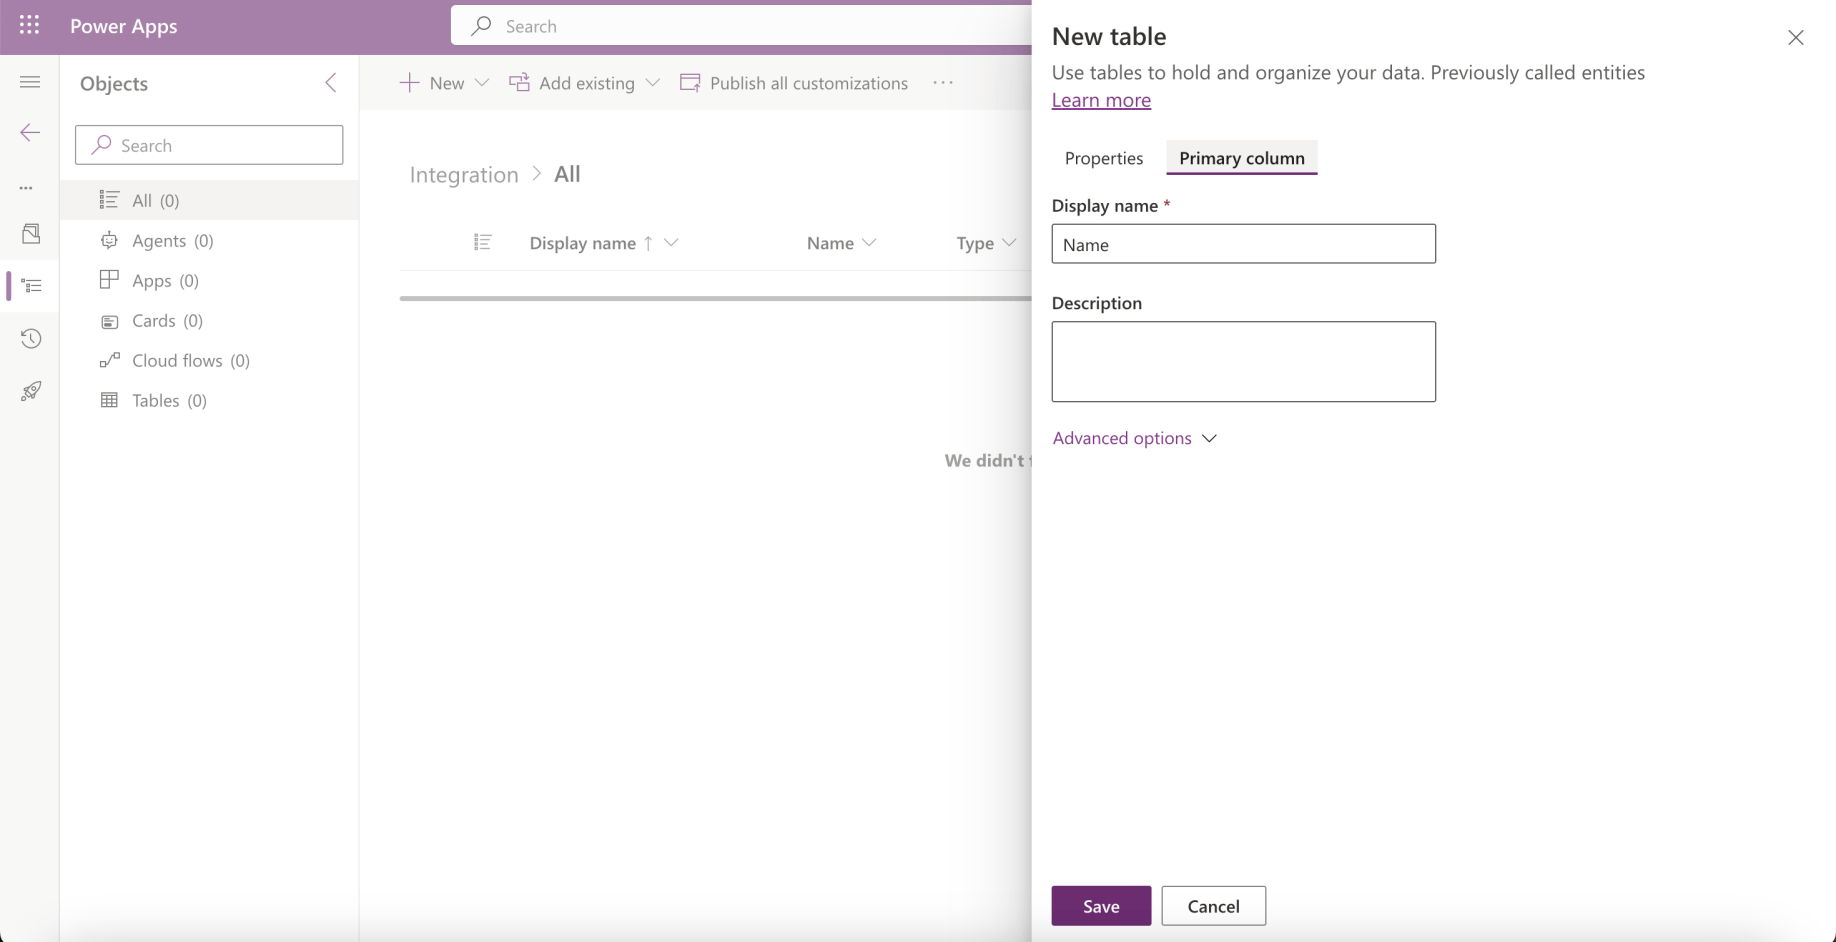 Power Apps
Search
Objects
Search
All (0)
Agents (0)
Apps (0)
Cards (0)
Cloud flows (0)
Tables (0)
New
Add existing
Publish all customizations
Integration > All
Display name ↑
Name
Type
We didn't
New table
Use tables to hold and organize your data. Previously called entities
Learn more
Properties
Primary column
Display name *
Name
Description
Advanced options
Save
Cancel